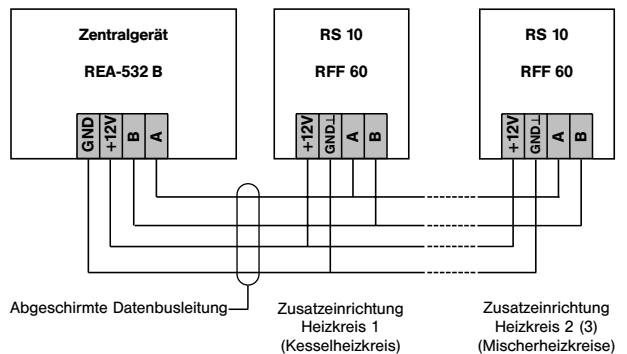 Zentralgerät
REA-532 B
GND
+12V
B
A
RS 10
RFF 60
+12V
GND⊥
A
B
RS 10
RFF 60
+12V
GND⊥
A
B
Abgeschirmte Datenbusleitung
Zusatzeinrichtung
Heizkreis 1
(Kesselheizkreis)
Zusatzeinrichtung
Heizkreis 2 (3)
(Mischerheizkreise)